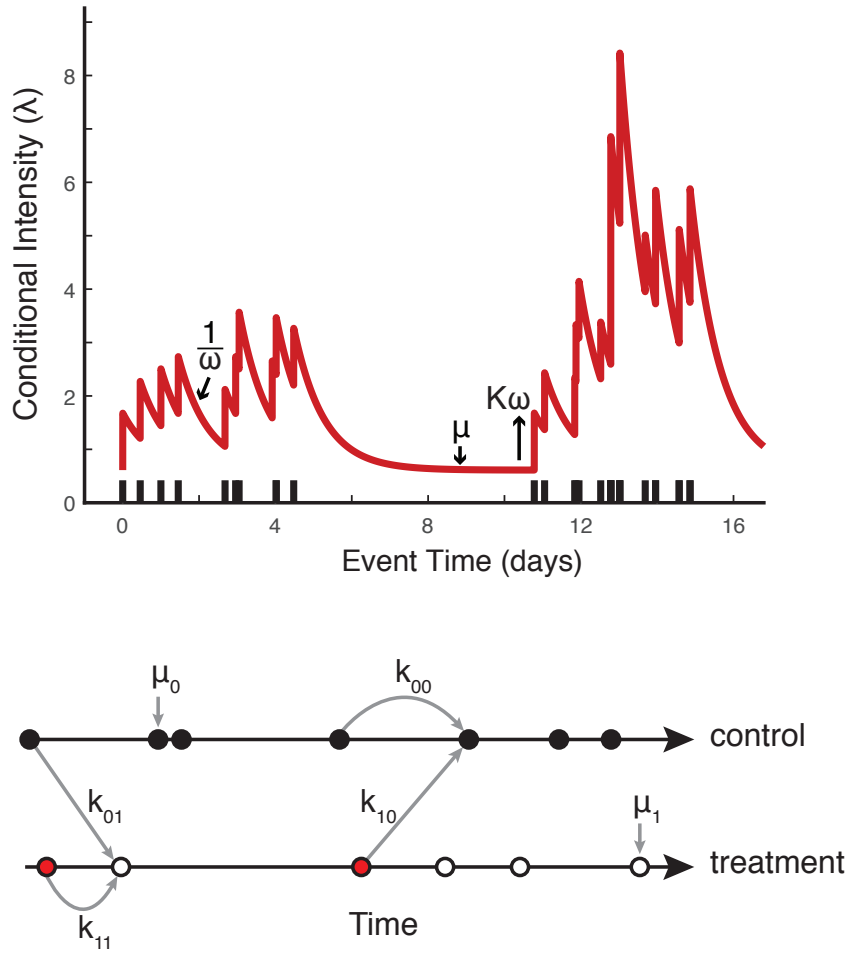 Conditional Intensity (λ)
8
6
4
2
0
1
ω
μ
Kω
0
4
8
12
16
Event Time (days)
μ₀
k₀₀
control
k₀₁
k₁₀
μ₁
treatment
k₁₁
Time